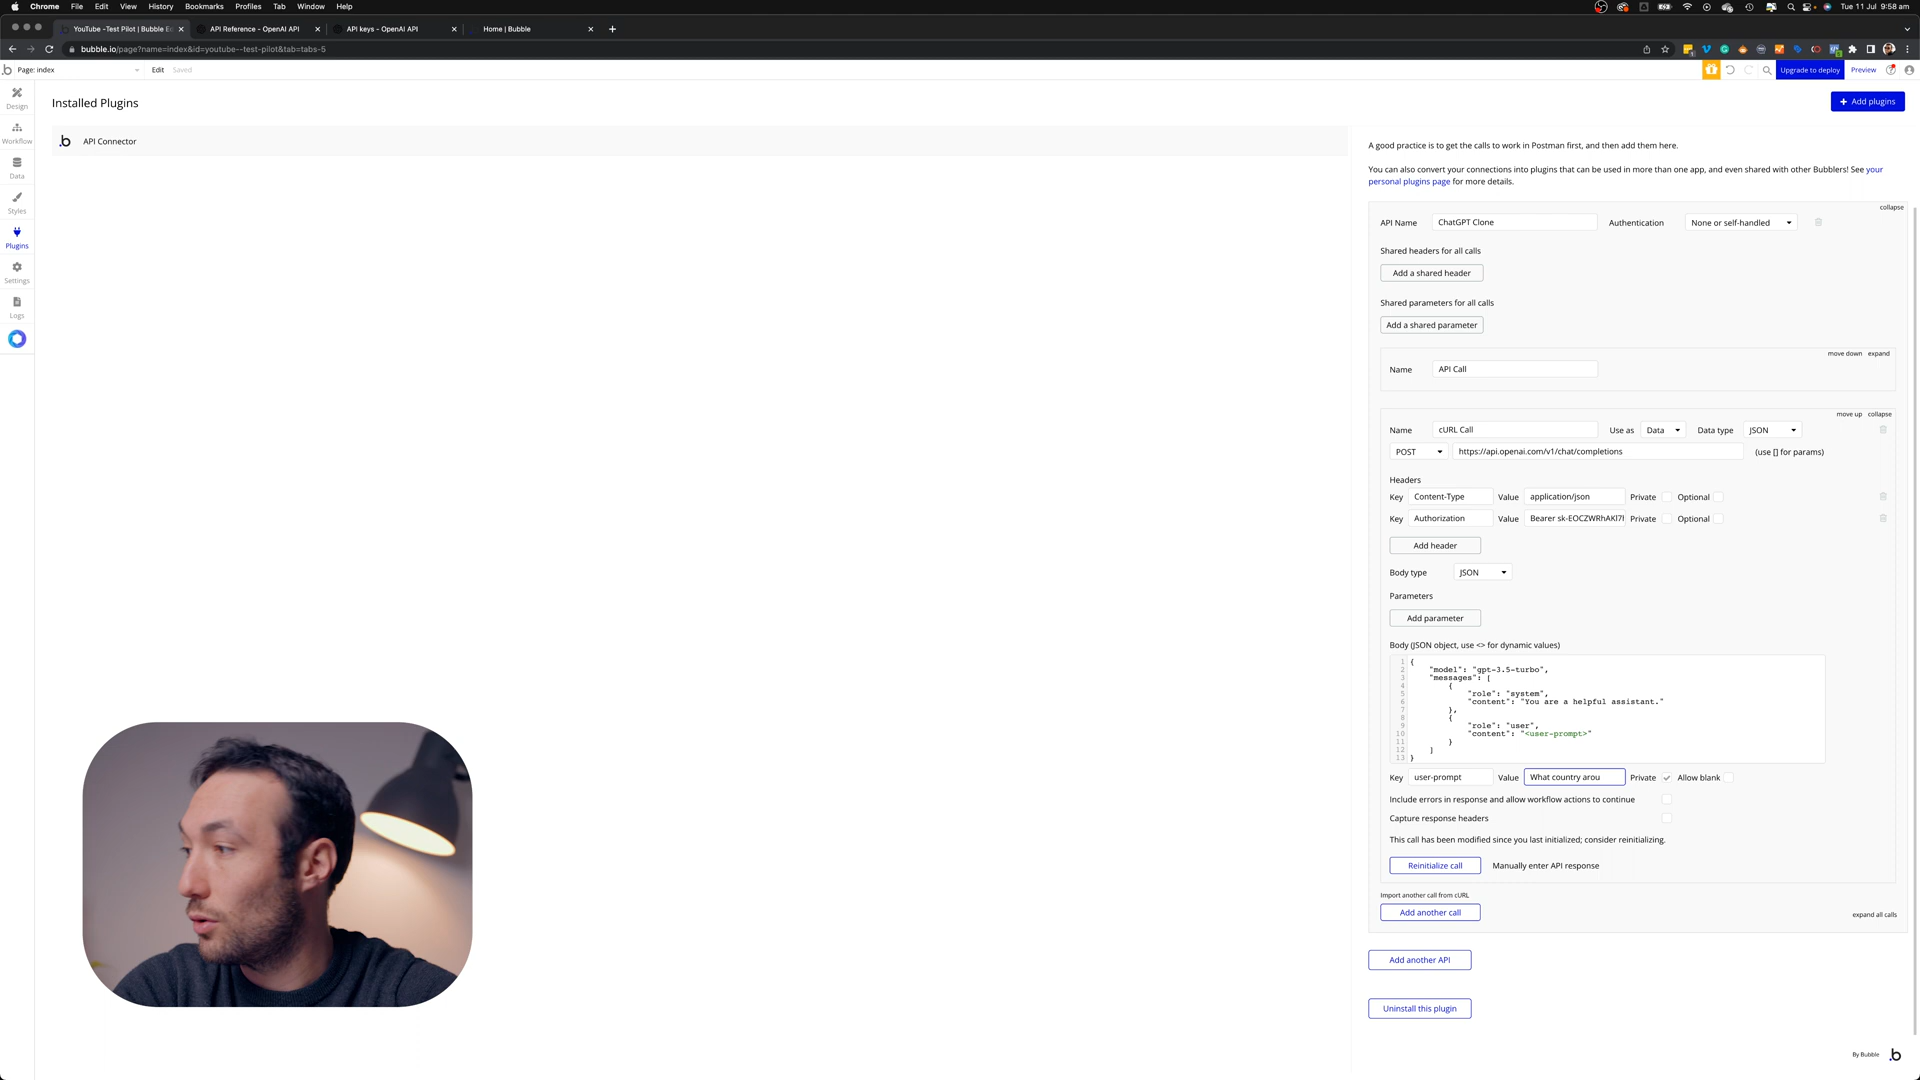 Chrome File Edit View History Bookmarks Profiles Tab Window Help Tue 11 Jul 9:58 am
YouTube -Test Pilot | Bubble E API Reference - OpenAI API API keys - OpenAI API Home | Bubble
bubble.io/page?name=index&id=youtube--test-pilot&tab=tabs-5
Page: index Edit Saved Upgrade to deploy Preview
Design
Workflow
Data
Styles
Plugins
Settings
Logs
Installed Plugins
Add plugins
API Connector
A good practice is to get the calls to work in Postman first, and then add them here.
You can also convert your connections into plugins that can be used in more than one app, and even shared with other Bubblers! See your
personal plugins page for more details.
collapse
API Name ChatGPT Clone Authentication None or self-handled
Shared headers for all calls
Add a shared header
Shared parameters for all calls
Add a shared parameter
move down expand
Name API Call
move up collapse
Name cURL Call Use as Data Data type JSON
POST https://api.openai.com/v1/chat/completions (use [] for params)
Headers
Key Content-Type Value application/json Private Optional
Key Authorization Value Bearer Private Optional
Add header
Body type JSON
Parameters
Add parameter
Body (JSON object, use <> for dynamic values)
1 {
2 "model": "gpt-3.5-turbo",
3 "messages": [
4 {
5 "role": "system",
6 "content": "You are a helpful assistant."
7 },
8 {
9 "role": "user",
10 "content": "<user-prompt>"
11 }
12 ]
13 }
Key user-prompt Value What country arou Private Allow blank
Include errors in response and allow workflow actions to continue
Capture response headers
This call has been modified since you last initialized; consider reinitializing.
Reinitialize call Manually enter API response
Import another call from cURL
Add another call
expand all calls
Add another API
Uninstall this plugin
By Bubble .b